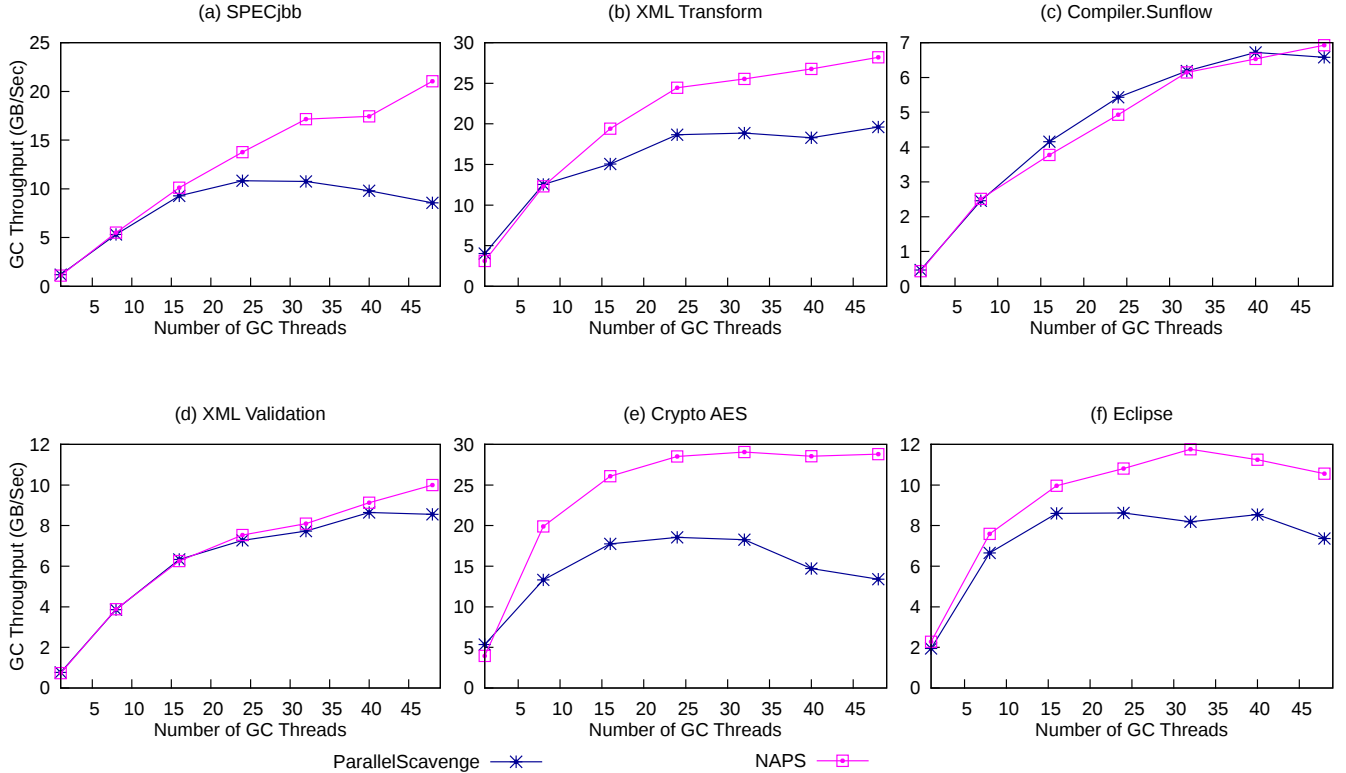 (a) SPECjbb
GC Throughput (GB/Sec)
25
20
15
10
5
0
5 10 15 20 25 30 35 40 45
Number of GC Threads
(b) XML Transform
30
25
20
15
10
5
0
5 10 15 20 25 30 35 40 45
Number of GC Threads
(c) Compiler.Sunflow
7
6
5
4
3
2
1
0
5 10 15 20 25 30 35 40 45
Number of GC Threads
(d) XML Validation
GC Throughput (GB/Sec)
12
10
8
6
4
2
0
5 10 15 20 25 30 35 40 45
Number of GC Threads
(e) Crypto AES
30
25
20
15
10
5
0
5 10 15 20 25 30 35 40 45
Number of GC Threads
(f) Eclipse
12
10
8
6
4
2
0
5 10 15 20 25 30 35 40 45
Number of GC Threads
ParallelScavenge NAPS